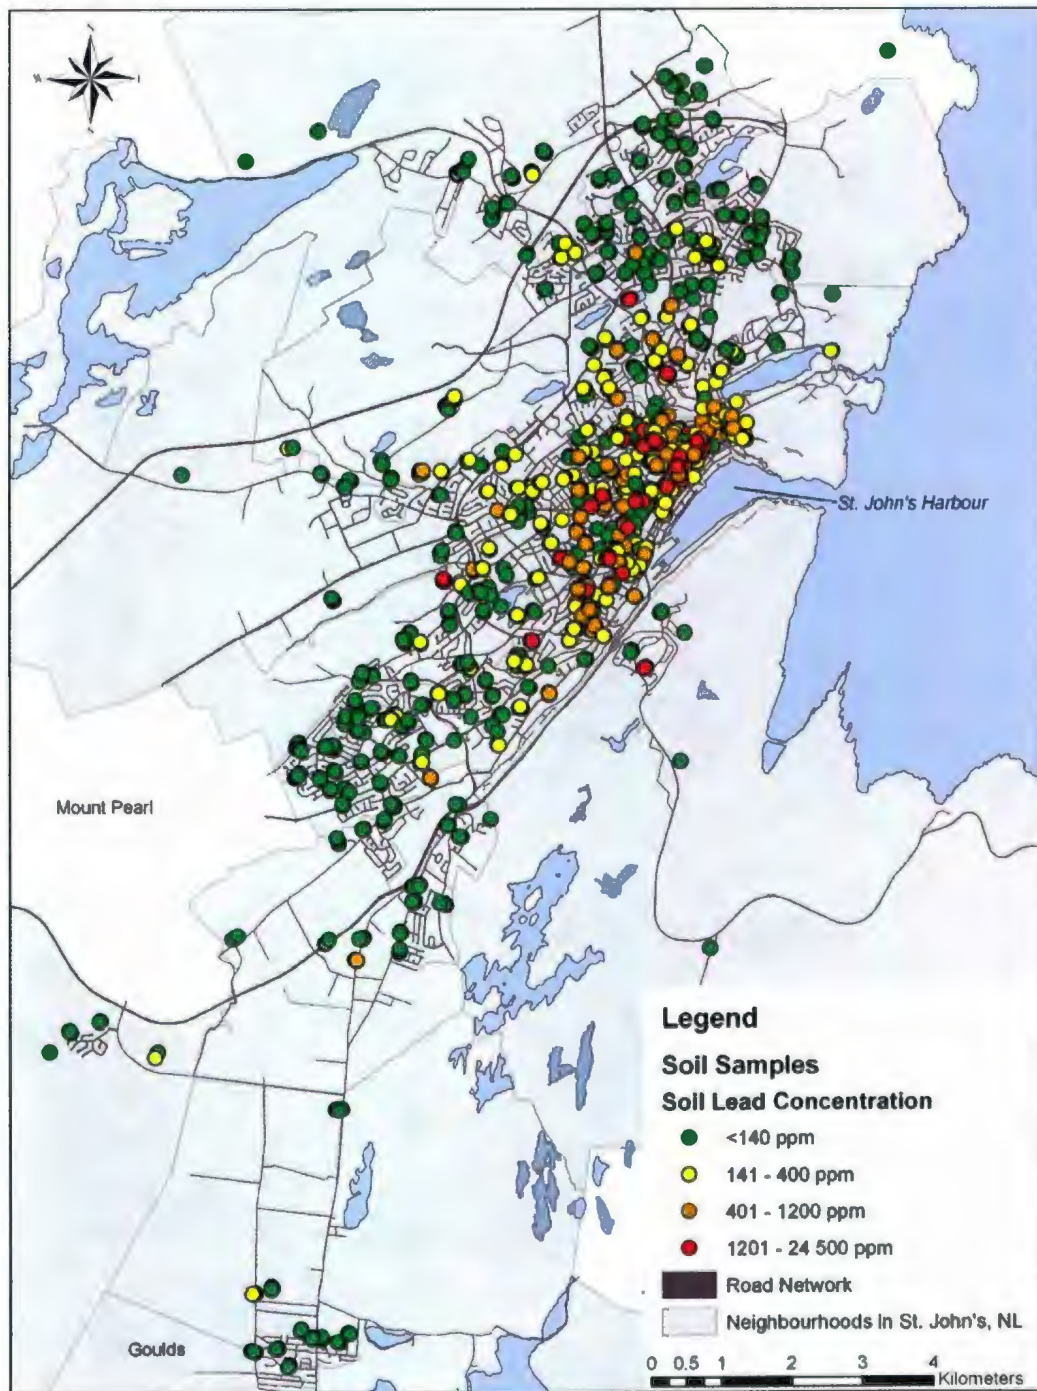 St. John's Harbour
Mount Pearl
Goulds
Legend
Soil Samples
Soil Lead Concentration
<140 ppm
141 - 400 ppm
401 - 1200 ppm
1201 - 24 500 ppm
Road Network
Neighbourhoods in St. John's, NL
0 0.5 1 2 3 4
Kilometers